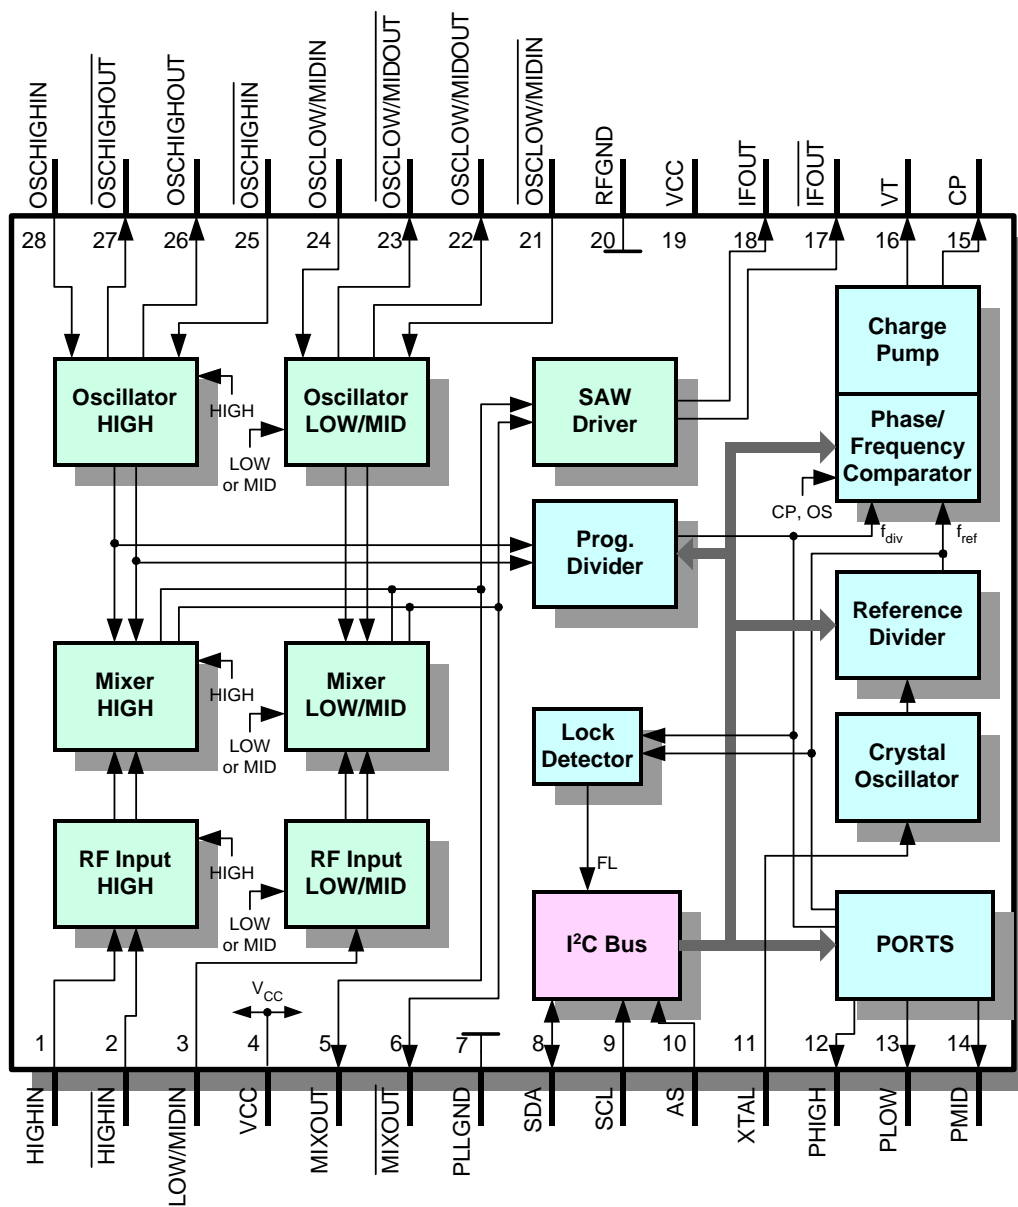 OSCHIGHIN
OSCHIGHOUT
OSCHIGHOUT
OSCHIGHIN
OSCLOW/MIDIN
OSCLOW/MIDOUT
OSCLOW/MIDOUT
OSCLOW/MIDIN
RFGND
VCC
IFOUT
IFOUT
VT
CP
28
27
26
25
24
23
22
21
20
19
18
17
16
15
Charge
Pump
Oscillator
HIGH
HIGH
Oscillator
LOW/MID
LOW
or MID
SAW
Driver
Phase/
Frequency
Comparator
CP, OS
Prog.
Divider
fdiv
fref
Reference
Divider
Mixer
HIGH
HIGH
Mixer
LOW/MID
LOW
or MID
Lock
Detector
Crystal
Oscillator
RF Input
HIGH
HIGH
RF Input
LOW/MID
LOW
or MID
FL
I²C Bus
PORTS
VCC
1
2
3
4
5
6
7
8
9
10
11
12
13
14
HIGHIN
HIGHIN
LOW/MIDIN
VCC
MIXOUT
MIXOUT
PLLGND
SDA
SCL
AS
XTAL
PHIGH
PLOW
PMID